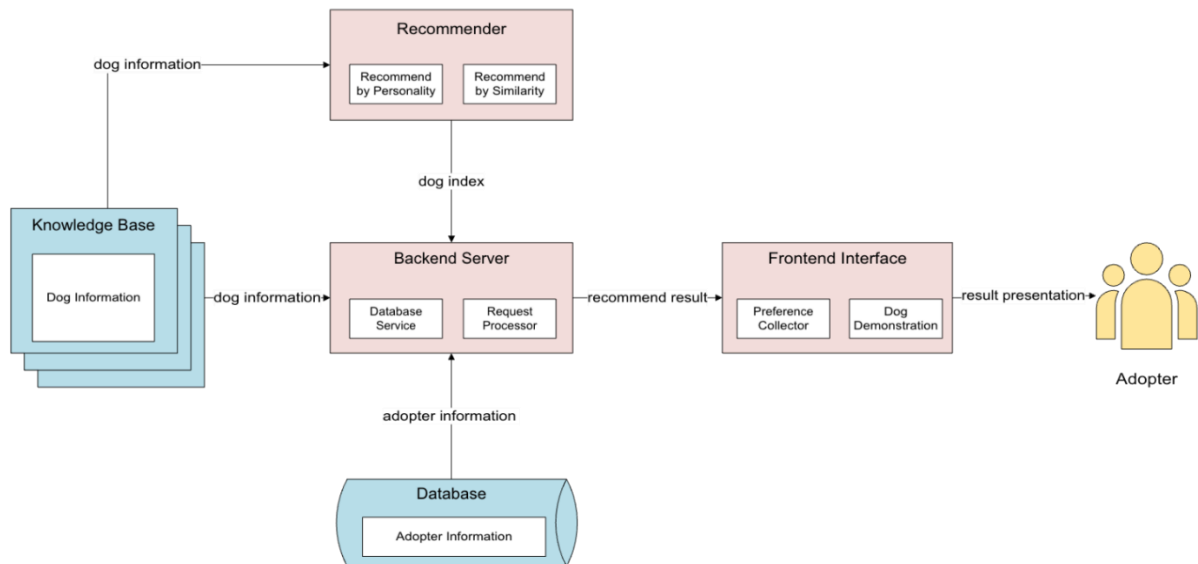 Recommender
dog information
Recommend
by Personality
Recommend
by Similarity
dog index
Knowledge Base
Dog Information
dog information
Backend Server
Database
Service
Request
Processor
recommend result
Frontend Interface
Preference
Collector
Dog
Demonstration
result presentation
Adopter
adopter information
Database
Adopter Information